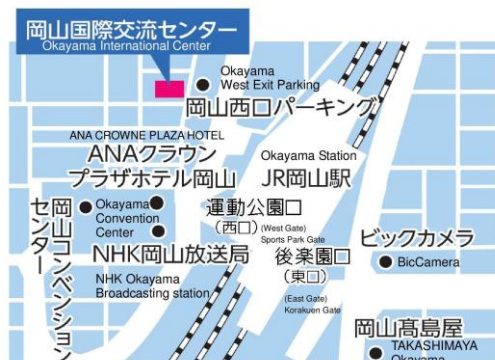 岡山国際交流センター
Okayama International Center
Okayama
West Exit Parking
岡山西口パーキング
ANA CROWNE PLAZA HOTEL
ANAクラウン
プラザホテル岡山
Okayama Station
JR岡山駅
Okayama
Convention
Center
岡山コンベンション
センター
運動公園口
(西口)
(West Gate)
Sports Park Gate
NHK岡山放送局
NHK Okayama
Broadcasting station
後楽園口
(東口)
(East Gate)
Korakuen Gate
ビックカメラ
BicCamera
岡山髙島屋
TAKASHIMAYA
Okayama